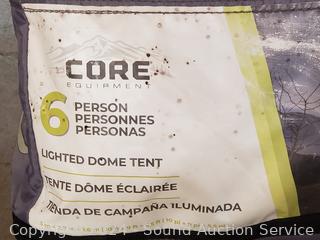 CORE
EQUIPMENT
6 PERSON
PERSONNES
PERSONAS
LIGHTED DOME TENT
TENTE DÔME ÉCLAIRÉE
TIENDA DE CAMPAÑA ILUMINADA
Sound Auction Service